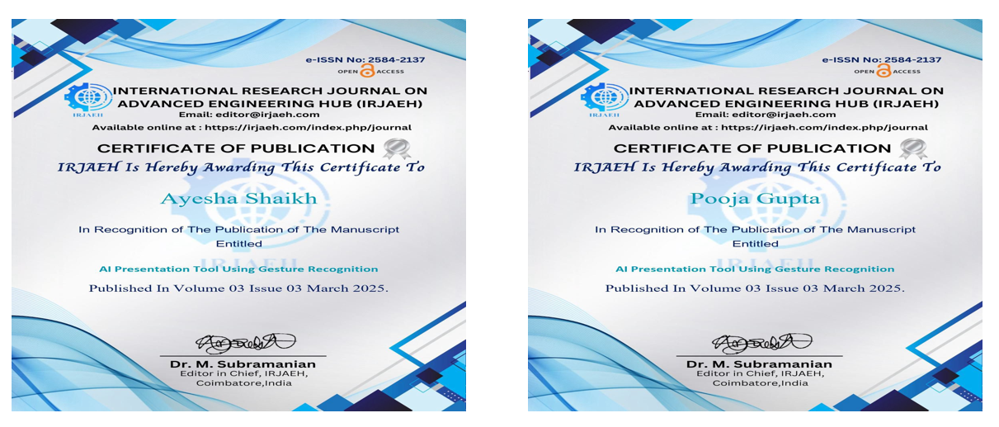 e-ISSN No: 2584-2137
OPEN ACCESS
INTERNATIONAL RESEARCH JOURNAL ON
ADVANCED ENGINEERING HUB (IRJAEH)
IRJAEH
Email: editor@irjaeh.com
Available online at : https://irjaeh.com/index.php/journal
CERTIFICATE OF PUBLICATION
IRJAEH Is Hereby Awarding This Certificate To
Ayesha Shaikh
In Recognition of The Publication of The Manuscript
Entitled
IRJAEH
AI Presentation Tool Using Gesture Recognition
Published In Volume 03 Issue 03 March 2025.
Dr. M. Subramanian
Editor in Chief, IRJAEH,
Coimbatore,India
e-ISSN No: 2584-2137
OPEN ACCESS
INTERNATIONAL RESEARCH JOURNAL ON
ADVANCED ENGINEERING HUB (IRJAEH)
IRJAEH
Email: editor@irjaeh.com
Available online at : https://irjaeh.com/index.php/journal
CERTIFICATE OF PUBLICATION
IRJAEH Is Hereby Awarding This Certificate To
Pooja Gupta
In Recognition of The Publication of The Manuscript
Entitled
IRJAEH
AI Presentation Tool Using Gesture Recognition
Published In Volume 03 Issue 03 March 2025.
Dr. M. Subramanian
Editor in Chief, IRJAEH,
Coimbatore,India